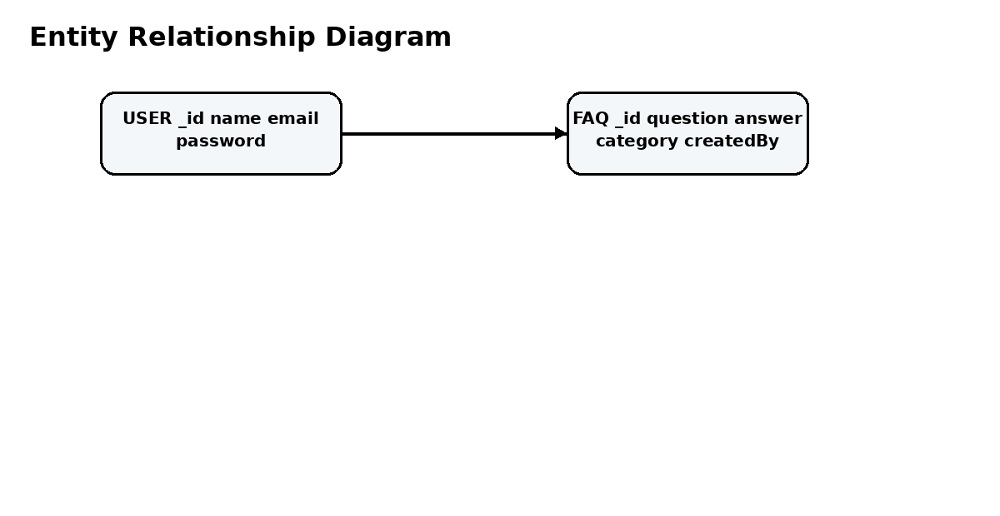 Entity Relationship Diagram
USER _id name email
password
FAQ _id question answer
category createdBy